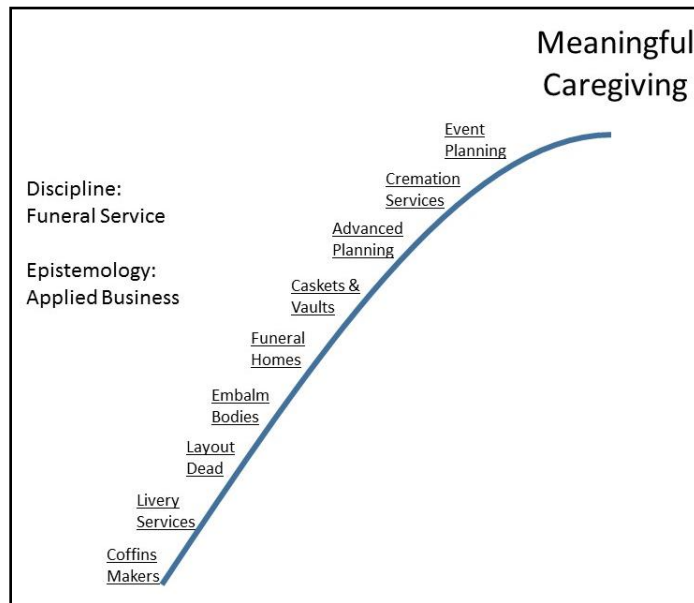 Meaningful
Caregiving
Event
Planning
Cremation
Services
Discipline:
Funeral Service
Advanced
Planning
Epistemology:
Applied Business
Caskets &
Vaults
Funeral
Homes
Embalm
Bodies
Layout
Dead
Livery
Services
Coffins
Makers